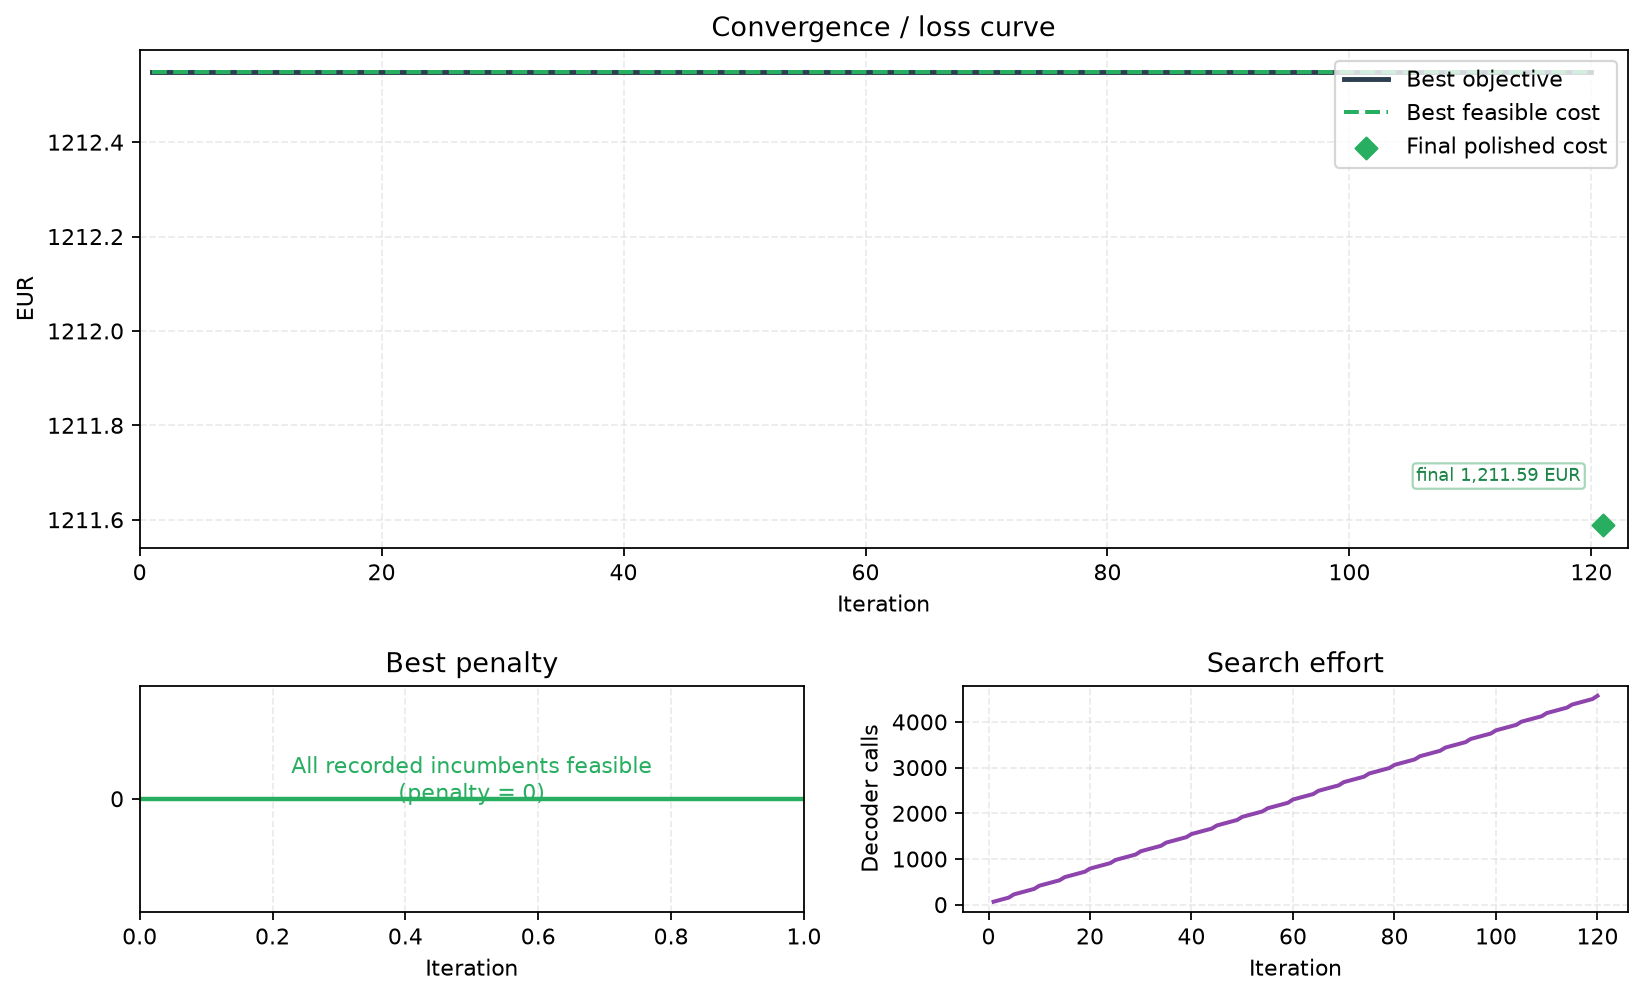 Convergence / loss curve
Best objective
Best feasible cost
Final polished cost
EUR
1212.4
1212.2
1212.0
1211.8
1211.6
final 1,211.59 EUR
0 20 40 60 80 100 120
Iteration
Best penalty
All recorded incumbents feasible
(penalty = 0)
0
0.0 0.2 0.4 0.6 0.8 1.0
Iteration
Search effort
Decoder calls
4000
3000
2000
1000
0
0 20 40 60 80 100 120
Iteration